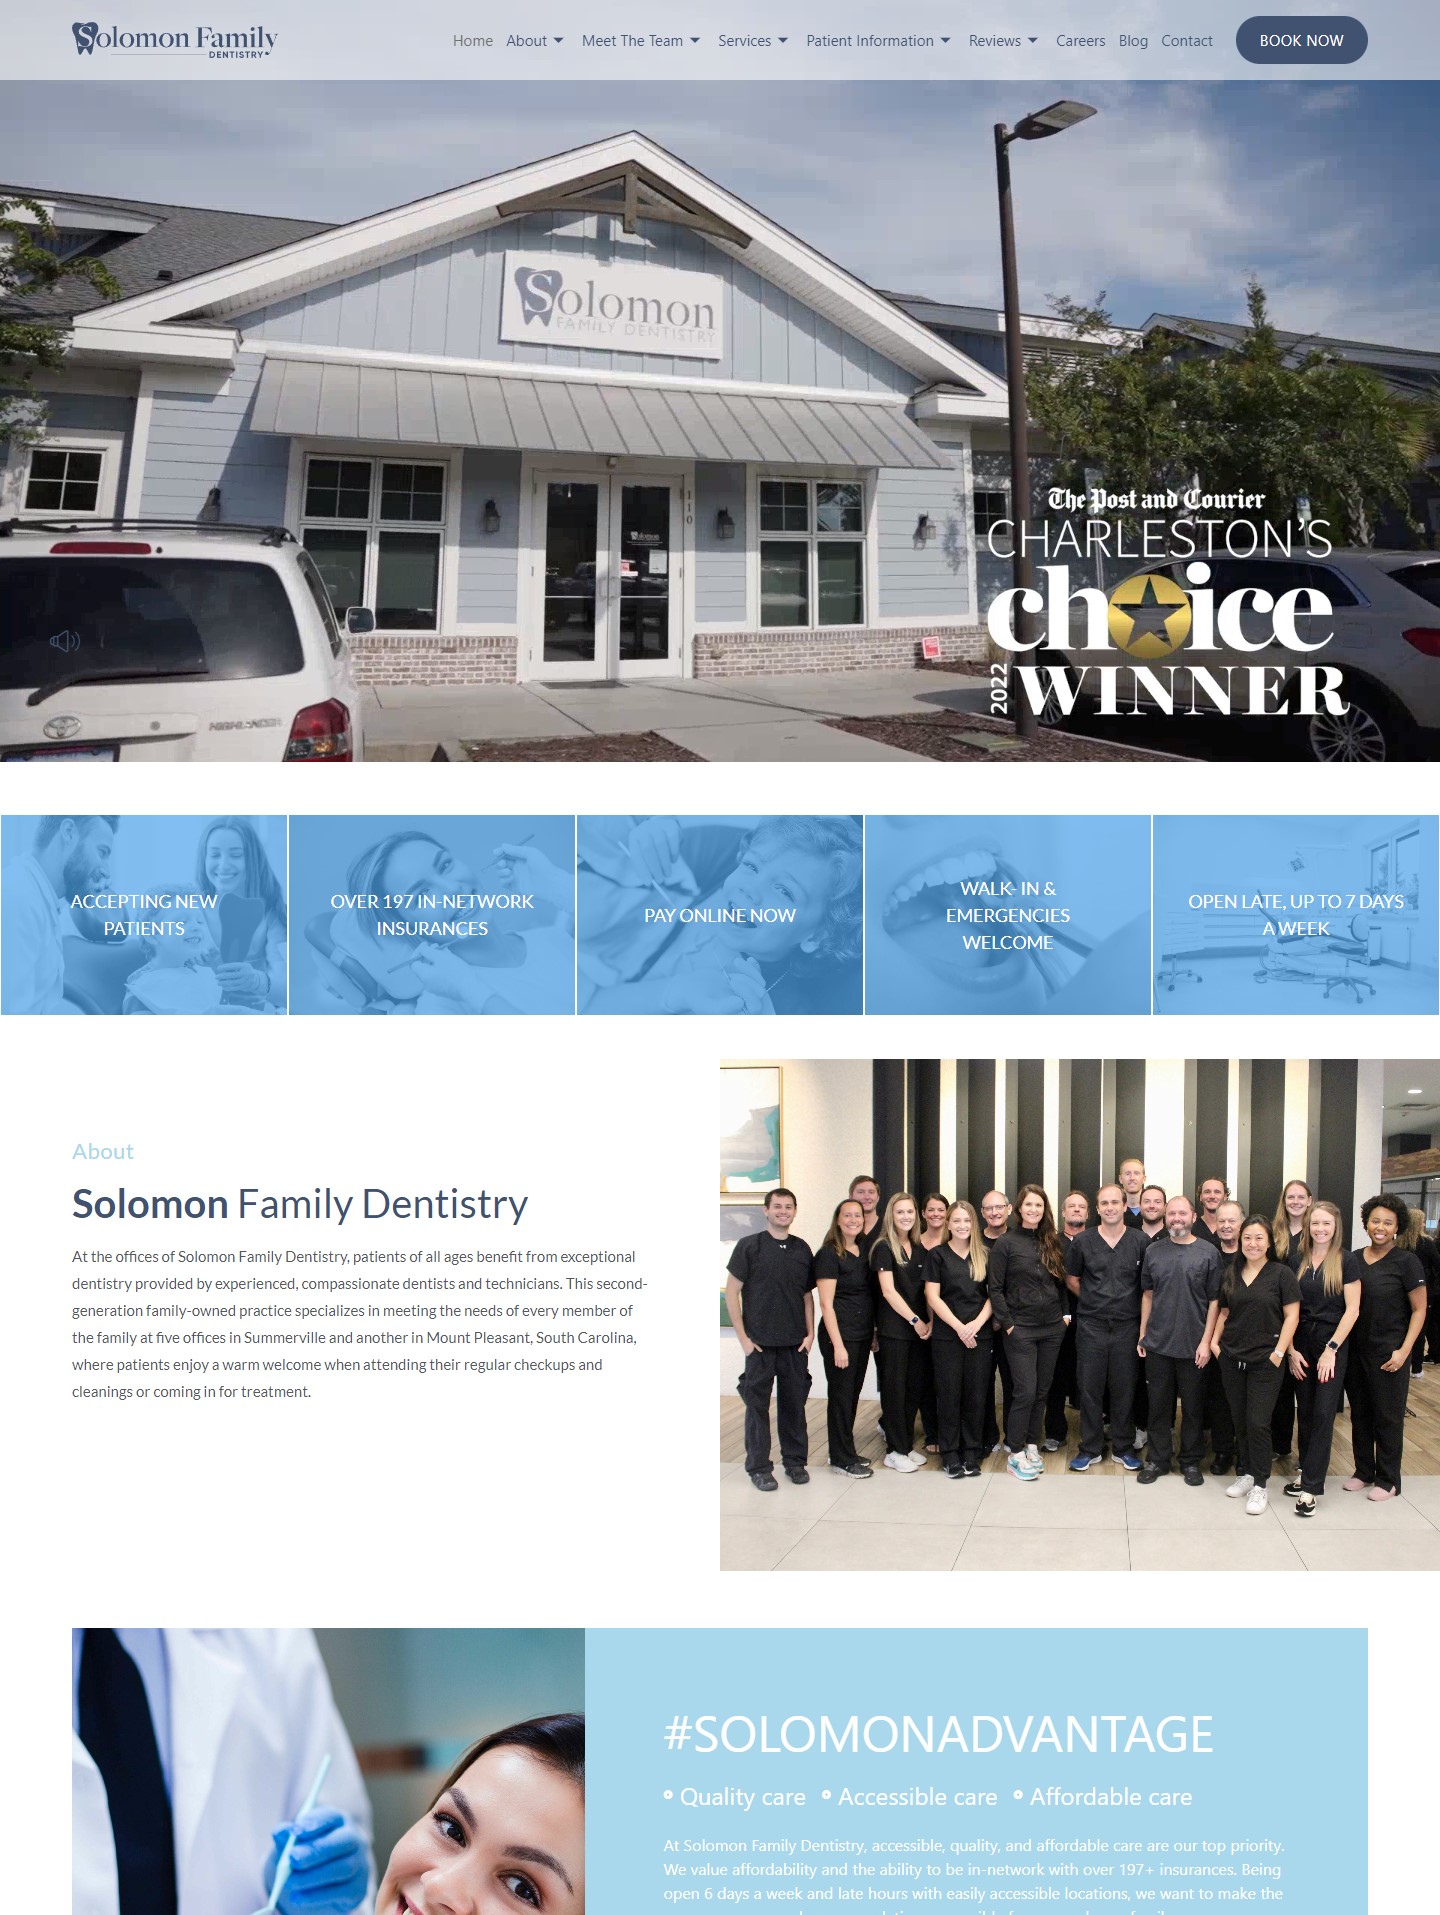 Solomon Family
DENTISTRY
Home About Meet The Team Services Patient Information Reviews Careers Blog Contact BOOK NOW
Solomon
FAMILY DENTISTRY
110
Solomon
The Post and Courier
CHARLESTON'S
choice
2022 WINNER
HIGHLANDER
ACCEPTING NEW
PATIENTS
OVER 197 IN-NETWORK
INSURANCES
PAY ONLINE NOW
WALK- IN &
EMERGENCIES
WELCOME
OPEN LATE, UP TO 7 DAYS
A WEEK
About
Solomon Family Dentistry
At the offices of Solomon Family Dentistry, patients of all ages benefit from exceptional
dentistry provided by experienced, compassionate dentists and technicians. This second-
generation family-owned practice specializes in meeting the needs of every member of
the family at five offices in Summerville and another in Mount Pleasant, South Carolina,
where patients enjoy a warm welcome when attending their regular checkups and
cleanings or coming in for treatment.
#SOLOMONADVANTAGE
Quality care Accessible care Affordable care
At Solomon Family Dentistry, accessible, quality, and affordable care are our top priority.
We value affordability and the ability to be in-network with over 197+ insurances. Being
open 6 days a week and late hours with easily accessible locations, we want to make the